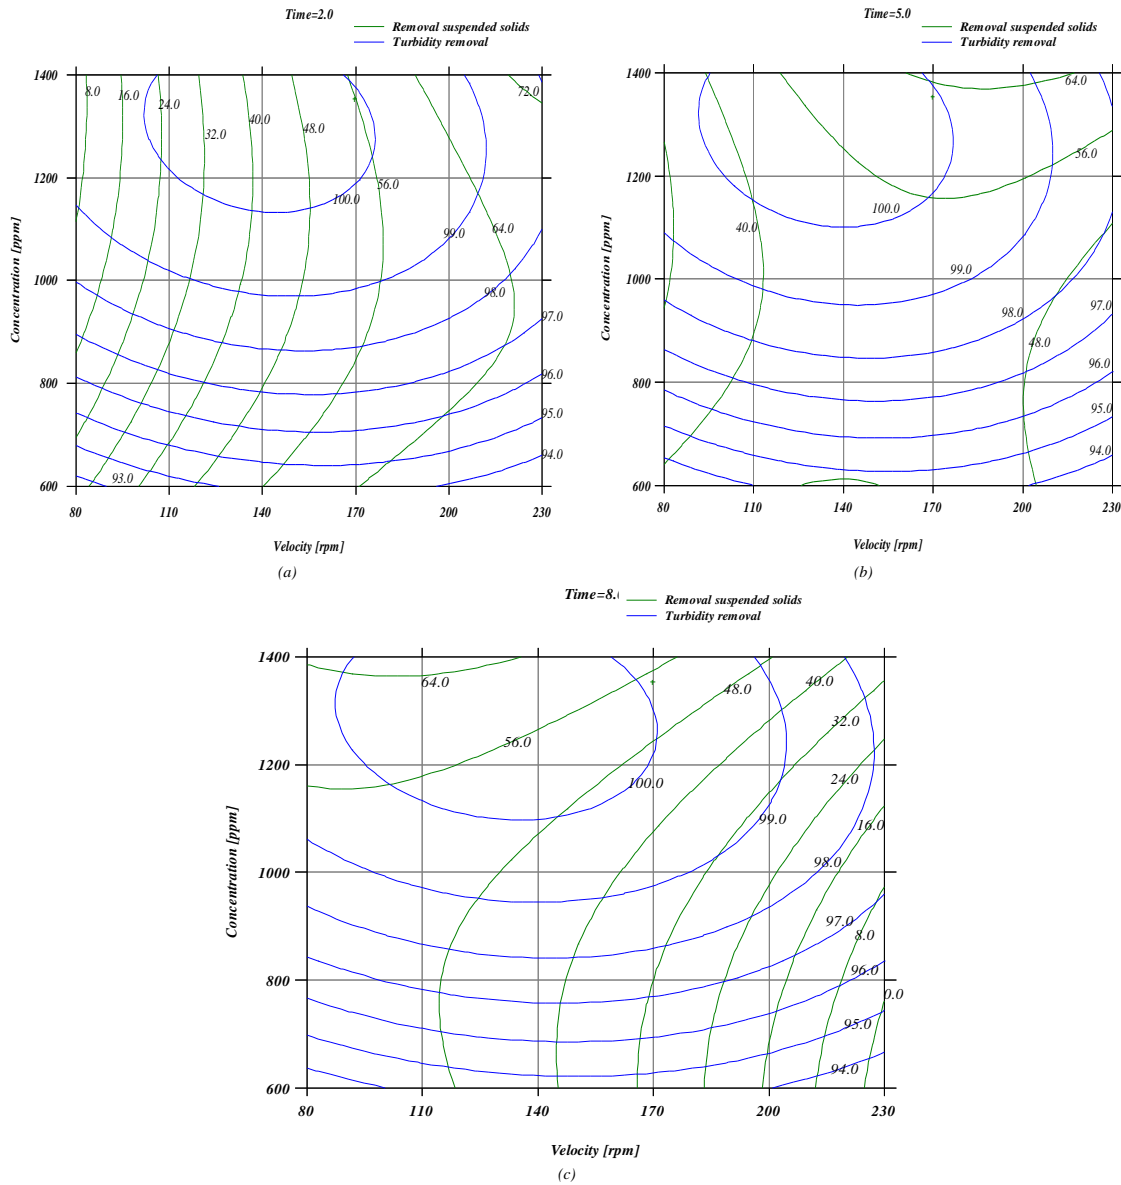 Time=2.0
Removal suspended solids
Turbidity removal
1400
1200
1000
800
600
Concentration [ppm]
8.0
16.0
24.0
32.0
40.0
48.0
56.0
64.0
72.0
100.0
99.0
98.0
97.0
96.0
95.0
94.0
93.0
80 110 140 170 200 230
Velocity [rpm]
(a)
Time=5.0
Removal suspended solids
Turbidity removal
1400
1200
1000
800
600
Concentration [ppm]
64.0
56.0
40.0
48.0
100.0
99.0
98.0
97.0
96.0
95.0
94.0
80 110 140 170 200 230
Velocity [rpm]
(b)
Time=8.(
Removal suspended solids
Turbidity removal
1400
1200
1000
800
600
Concentration [ppm]
64.0
56.0
48.0
40.0
32.0
24.0
16.0
8.0
0.0
100.0
99.0
98.0
97.0
96.0
95.0
94.0
80 110 140 170 200 230
Velocity [rpm]
(c)